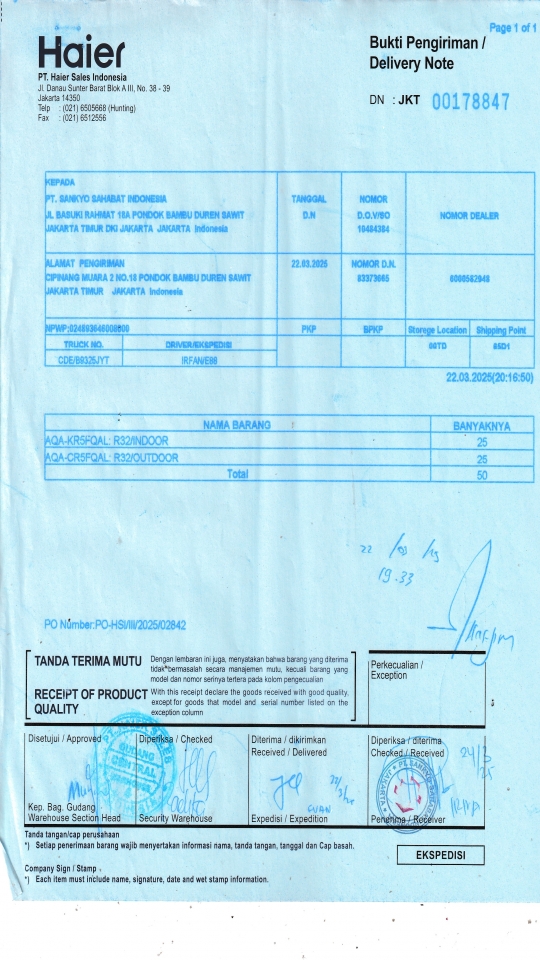 Page 1 of 1
Haier
PT. Haier Sales Indonesia
Jl. Danau Sunter Barat Blok A III, No. 38 - 39
Jakarta 14350
Telp : (021) 6505668 (Hunting)
Fax : (021) 6512556
Bukti Pengiriman /
Delivery Note
DN : JKT 00178847
KEPADA
PT. SANKYO SAHABAT INDONESIA
JL BASUKI RAHMAT 18A PONDOK BAMBU DUREN SAWIT
JAKARTA TIMUR DKI JAKARTA JAKARTA Indonesia
TANGGAL
D.N
NOMOR
D.O.V/SO
10484384
NOMOR DEALER
ALAMAT PENGIRIMAN
CIPINANG MUARA 2 NO.18 PONDOK BAMBU DUREN SAWIT
JAKARTA TIMUR JAKARTA Indonesia
22.03.2025
NOMOR D.N.
83373665
6000582948
PKP
BPKP
Storege Location
Shipping Point
TRUCK NO.
DRIVER/EKSPEDISI
CDE/B9325JYT
IRFAN/EB8
22.03.2025(20:16:50)
NAMA BARANG
BANYAKNYA
AQA-KR5FQAL: R32/INDOOR
25
AQA-CR5FQAL: R32/OUTDOOR
25
Total
50
19.33
PO Number:PO-HSI/III/2025/02842
TANDA TERIMA MUTU
Dengan lembaran ini juga, menyatakan bahwa barang yang diterima
tidak bermasalah secara manajemen mutu, kecuali barang yang
model dan nomor serinya tertera pada kolom pengecualian
RECEIPT OF PRODUCT
QUALITY
With this receipt declare the goods received with good quality,
except for goods that model and serial number listed on the
exception column
Perkecualian /
Exception
Disetujui / Approved
Diperiksa / Checked
Diterima / dikirimkan
Received / Delivered
Diperiksa / diterima
Checked / Received
GUDANG
CENTRAL
Kep. Bag. Gudang
Warehouse Section Head
Security Warehouse
Expedisi / Expedition
Penerima / Receiver
Tanda tangan/cap perusahaan
*) Setiap penerimaan barang wajib menyertakan informasi nama, tanda tangan, tanggal dan Cap basah.
EKSPEDISI
Company Sign / Stamp
*) Each item must include name, signature, date and wet stamp information.